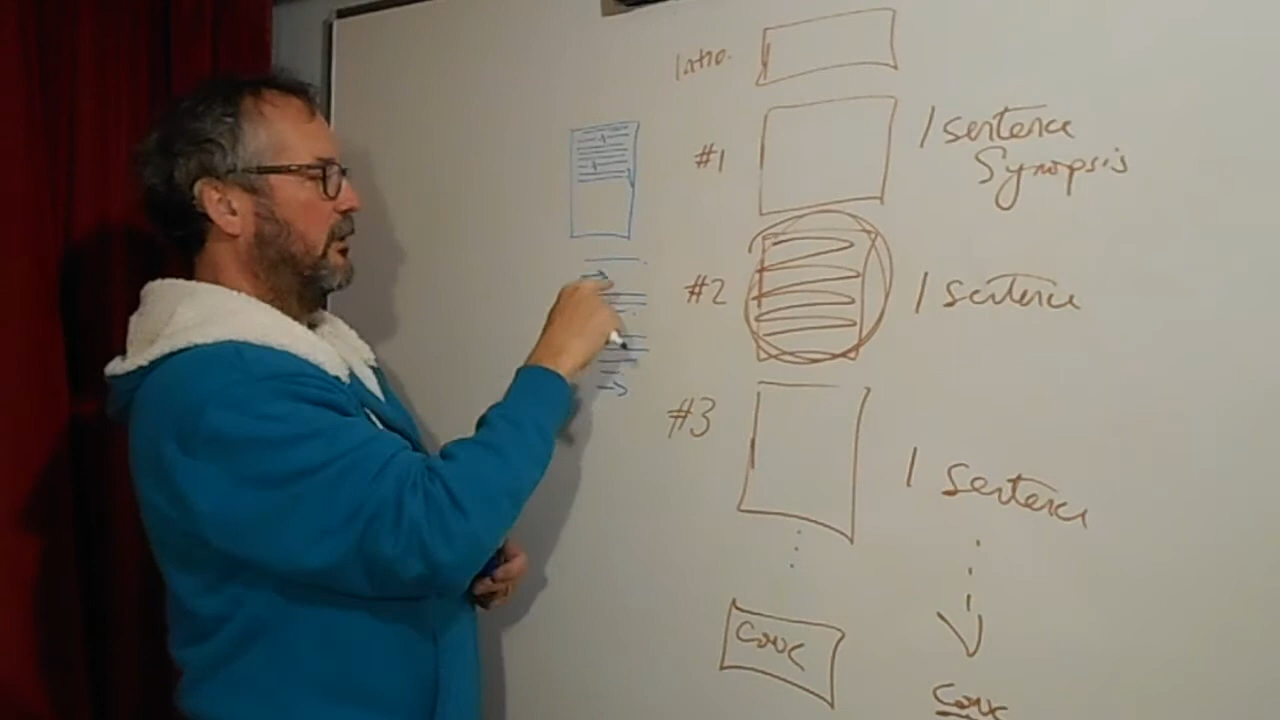 Intro.
#1
1 sentence
Synopsis
#2
1 sentence
#3
1 sentence
Conc
Conc